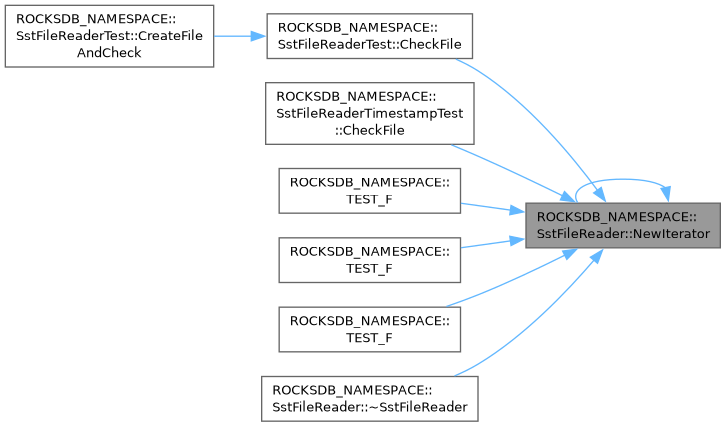 ROCKSDB_NAMESPACE::
SstFileReaderTest::CreateFile
AndCheck
ROCKSDB_NAMESPACE::
SstFileReaderTest::CheckFile
ROCKSDB_NAMESPACE::
SstFileReaderTimestampTest
::CheckFile
ROCKSDB_NAMESPACE::
TEST_F
ROCKSDB_NAMESPACE::
TEST_F
ROCKSDB_NAMESPACE::
TEST_F
ROCKSDB_NAMESPACE::
SstFileReader::~SstFileReader
ROCKSDB_NAMESPACE::
SstFileReader::NewIterator